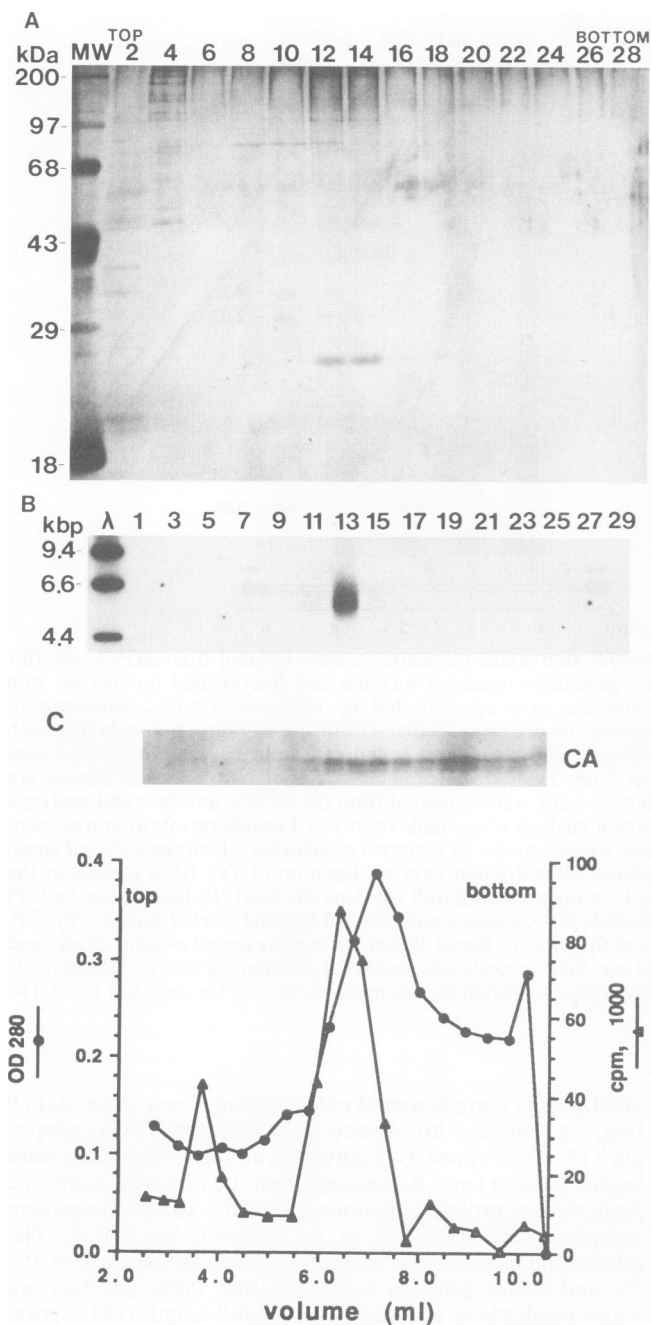 A
TOP BOTTOM
kDa MW 2 4 6 8 10 12 14 16 18 20 22 24 26 28
200-
97-
68-
43-
29-
18-
B
kbp λ 1 3 5 7 9 11 13 15 17 19 21 23 25 27 29
9.4-
6.6-
4.4
C
CA
0.4 100
top bottom
0.3 80
60
0.2
40
0.1
20
0.0 0
OD 280
cpm, 1000
2.0 4.0 6.0 8.0 10.0
volume (ml)